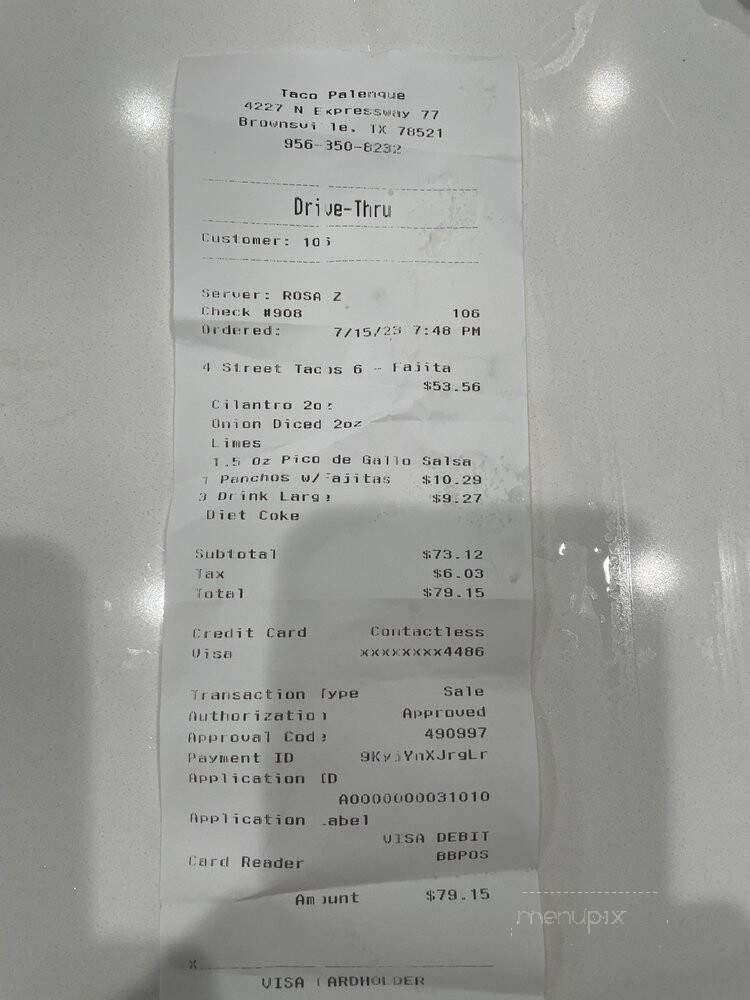 Taco Palenque
4227 N Expressway 77
Brownsville, TX 78521
956-350-8232
Drive-Thru
Customer: 106
Server: ROSA Z
Check #908 106
Ordered: 7/15/23 7:48 PM
4 Street Tacos 6 - Fajita
$53.56
Cilantro 2oz
Onion Diced 2oz
Limes
1.5 Oz Pico de Gallo Salsa
1 Panchos w/Fajitas $10.29
3 Drink Large $9.27
Diet Coke
Subtotal $73.12
Tax $6.03
Total $79.15
Credit Card Contactless
Visa xxxxxxxx4486
Transaction Type Sale
Authorization Approved
Approval Code 490997
Payment ID
Application ID
A0000000031010
Application Label
VISA DEBIT
Card Reader BBPOS
Amount $79.15
x
VISA CARDHOLDER
menupix